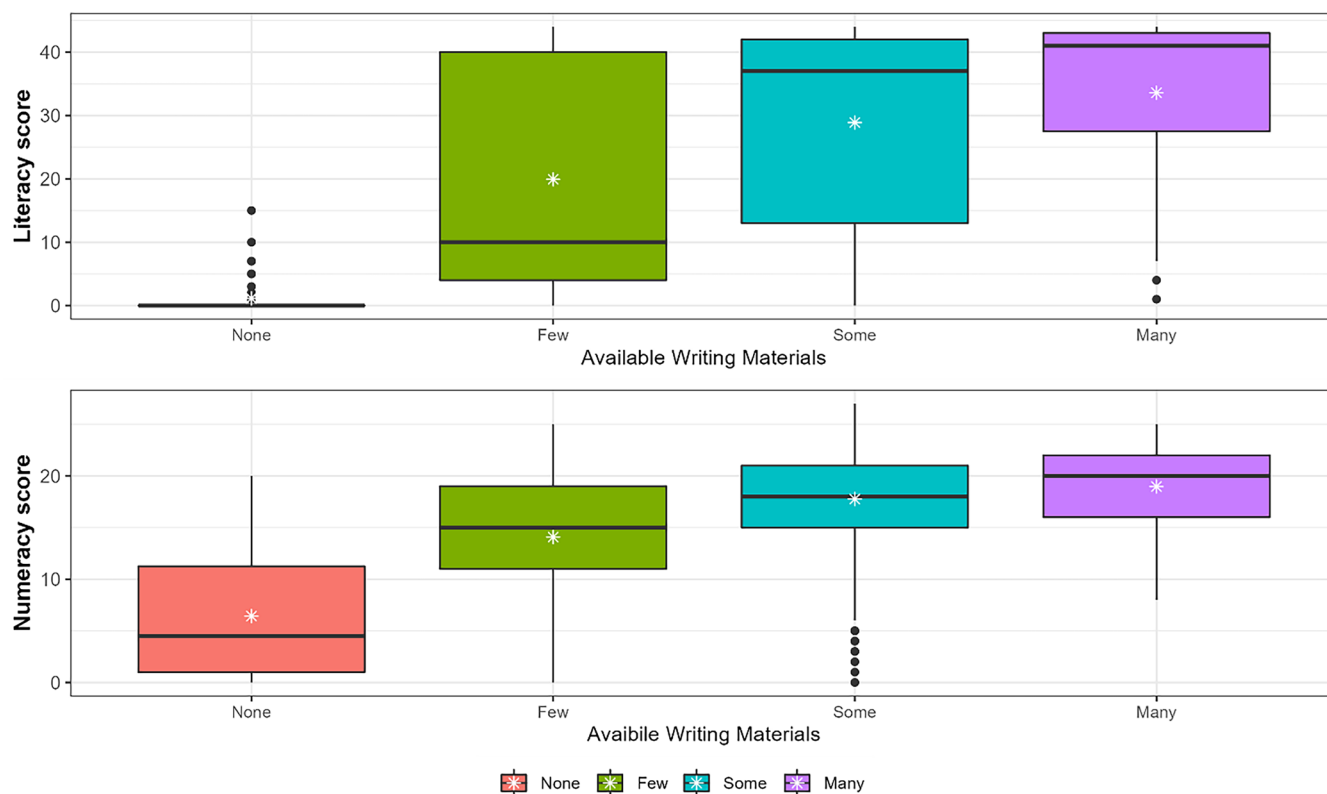 Literacy score
40
30
20
10
0
None Few Some Many
Available Writing Materials
Numeracy score
20
10
0
None Few Some Many
Avaibile Writing Materials
None Few Some Many